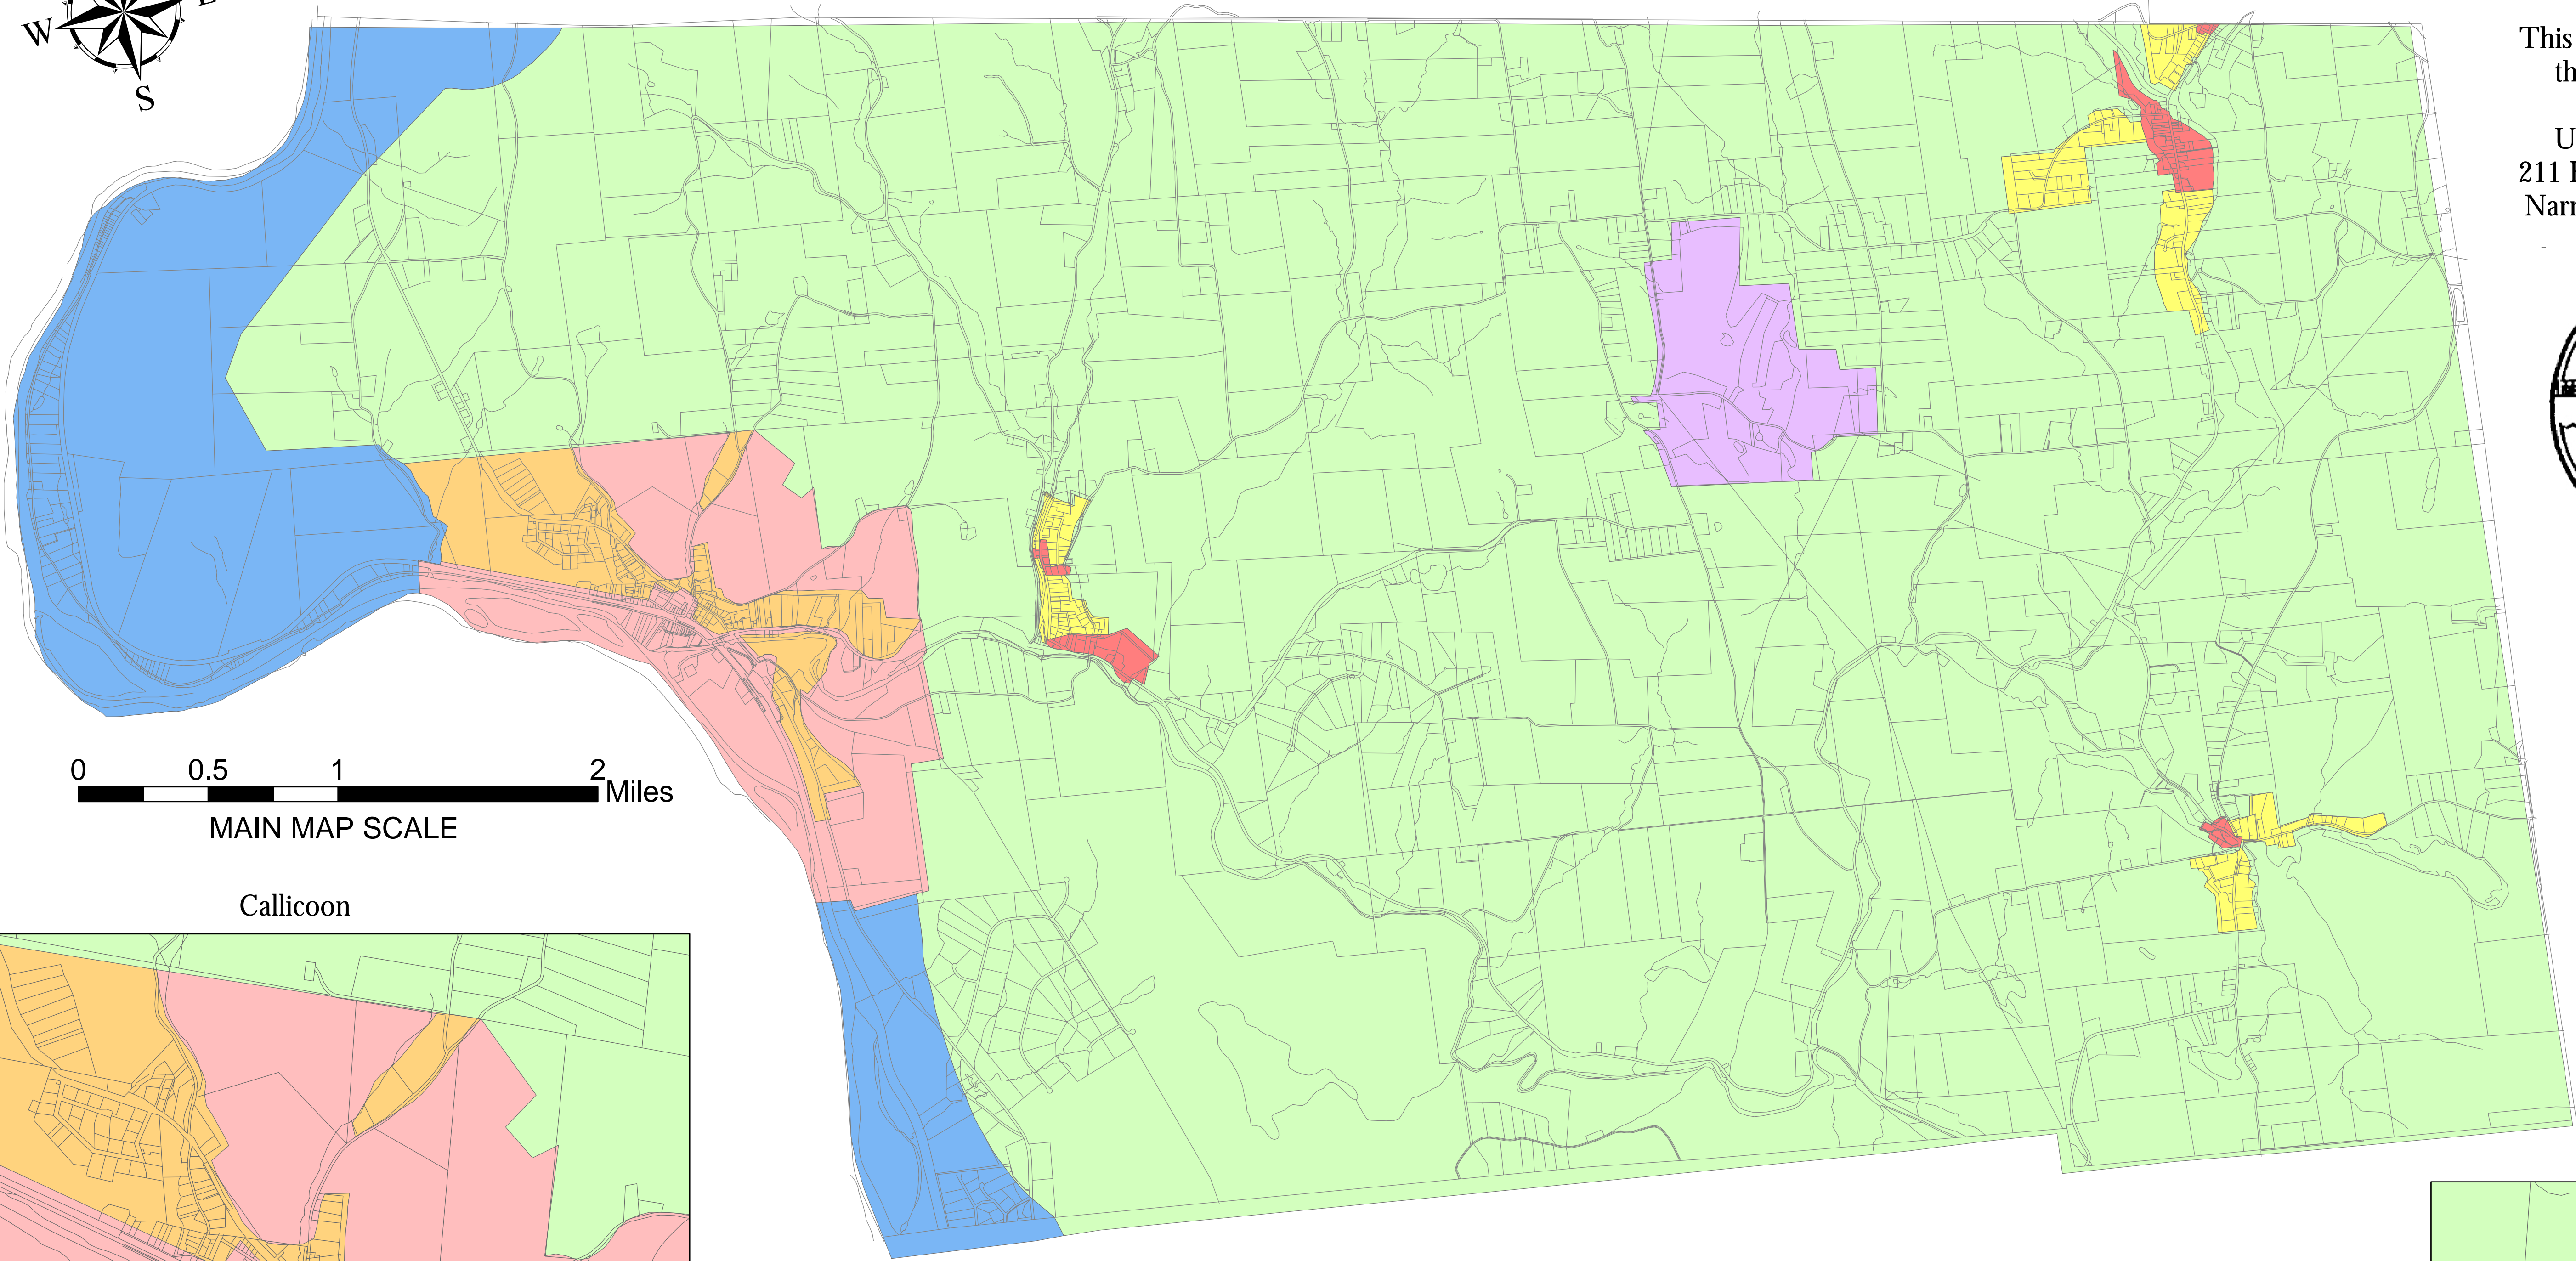 W
S
This
th
U
211
Narr
0 0.5 1 2 Miles
MAIN MAP SCALE
Callicoon